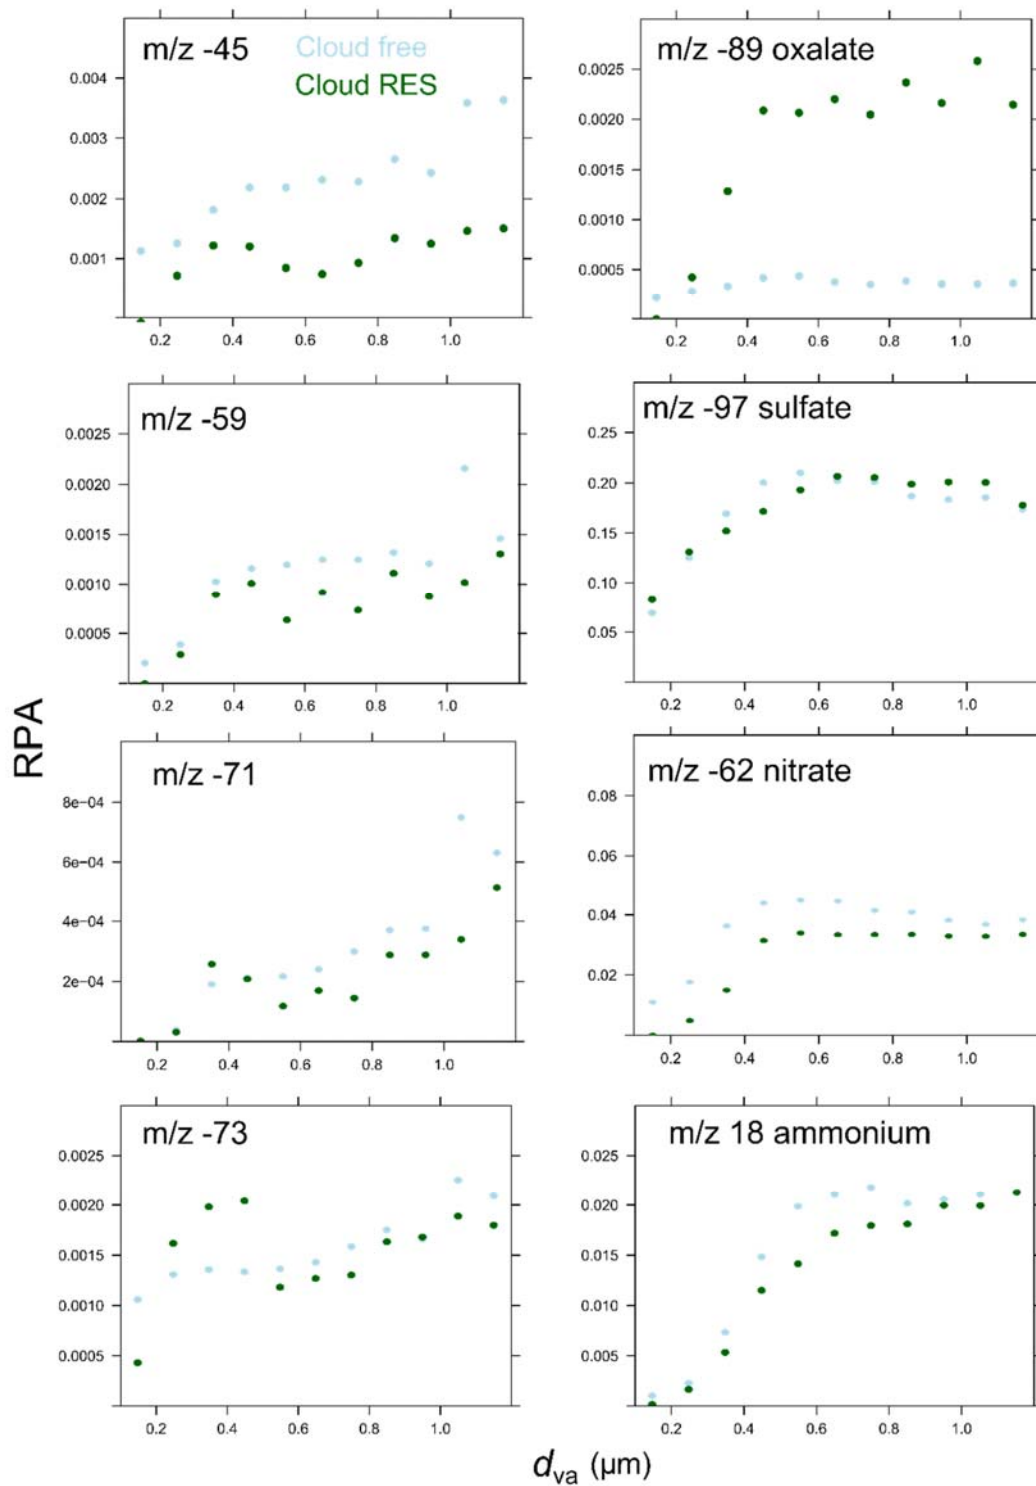 m/z -45
Cloud free
Cloud RES
0.004
0.003
0.002
0.001
0.2 0.4 0.6 0.8 1.0
m/z -89 oxalate
0.0025
0.0020
0.0015
0.0010
0.0005
0.2 0.4 0.6 0.8 1.0
m/z -59
0.0025
0.0020
0.0015
0.0010
0.0005
0.2 0.4 0.6 0.8 1.0
m/z -97 sulfate
0.25
0.20
0.15
0.10
0.05
0.2 0.4 0.6 0.8 1.0
RPA
m/z -71
8e-04
6e-04
4e-04
2e-04
0.2 0.4 0.6 0.8 1.0
m/z -62 nitrate
0.08
0.06
0.04
0.02
0.2 0.4 0.6 0.8 1.0
m/z -73
0.0025
0.0020
0.0015
0.0010
0.0005
0.2 0.4 0.6 0.8 1.0
m/z 18 ammonium
0.025
0.020
0.015
0.010
0.005
0.2 0.4 0.6 0.8 1.0
dva (µm)